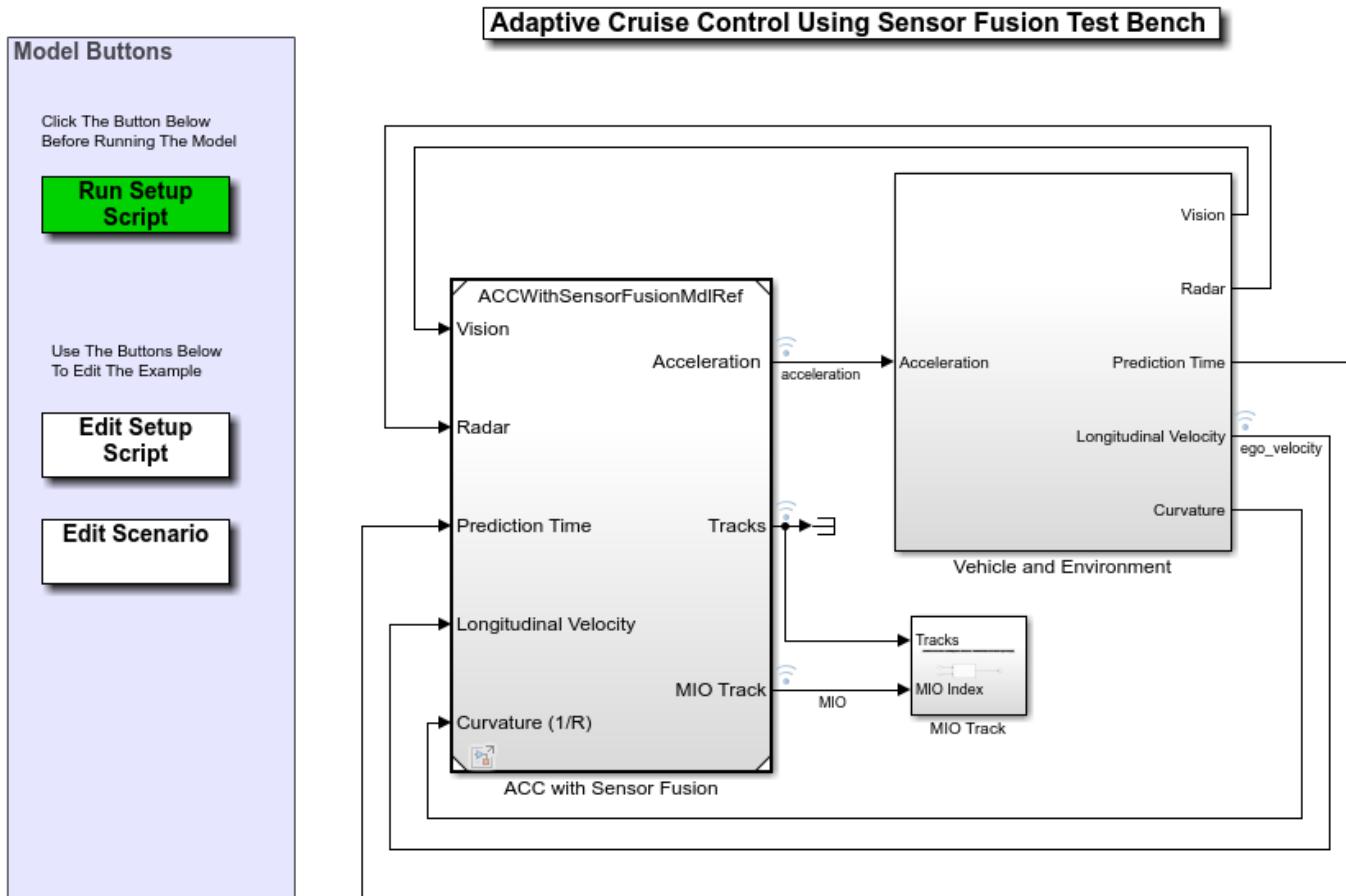 Adaptive Cruise Control Using Sensor Fusion Test Bench
Model Buttons
Click The Button Below
Before Running The Model
Run Setup
Script
Use The Buttons Below
To Edit The Example
Edit Setup
Script
Edit Scenario
ACCWithSensorFusionMdlRef
Vision
Radar
Prediction Time
Longitudinal Velocity
Curvature (1/R)
Acceleration
Tracks
MIO Track
ACC with Sensor Fusion
acceleration
MIO
Acceleration
Vision
Radar
Prediction Time
Longitudinal Velocity
Curvature
Vehicle and Environment
ego_velocity
Tracks
MIO Index
MIO Track